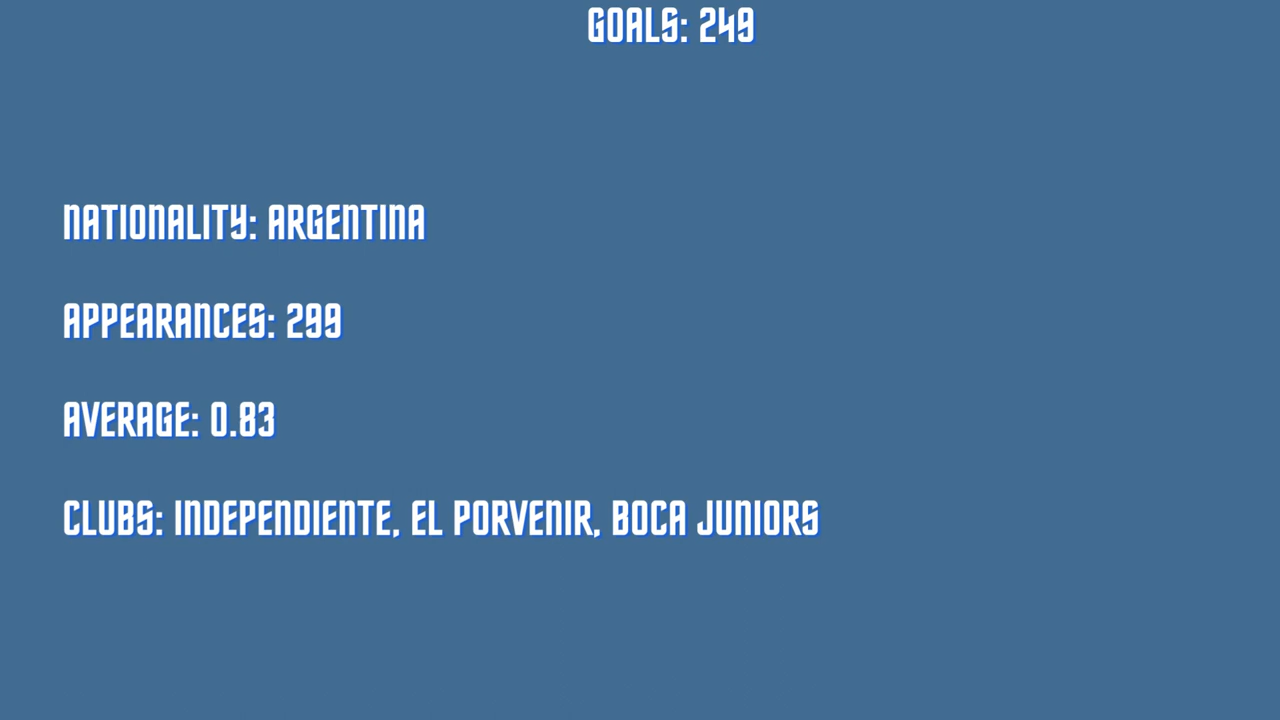 GOALS: 249
NATIONALITY: ARGENTINA
APPEARANCES: 299
AVERAGE: 0.83
CLUBS: INDEPENDIENTE, EL PORVENIR, BOCA JUNIORS